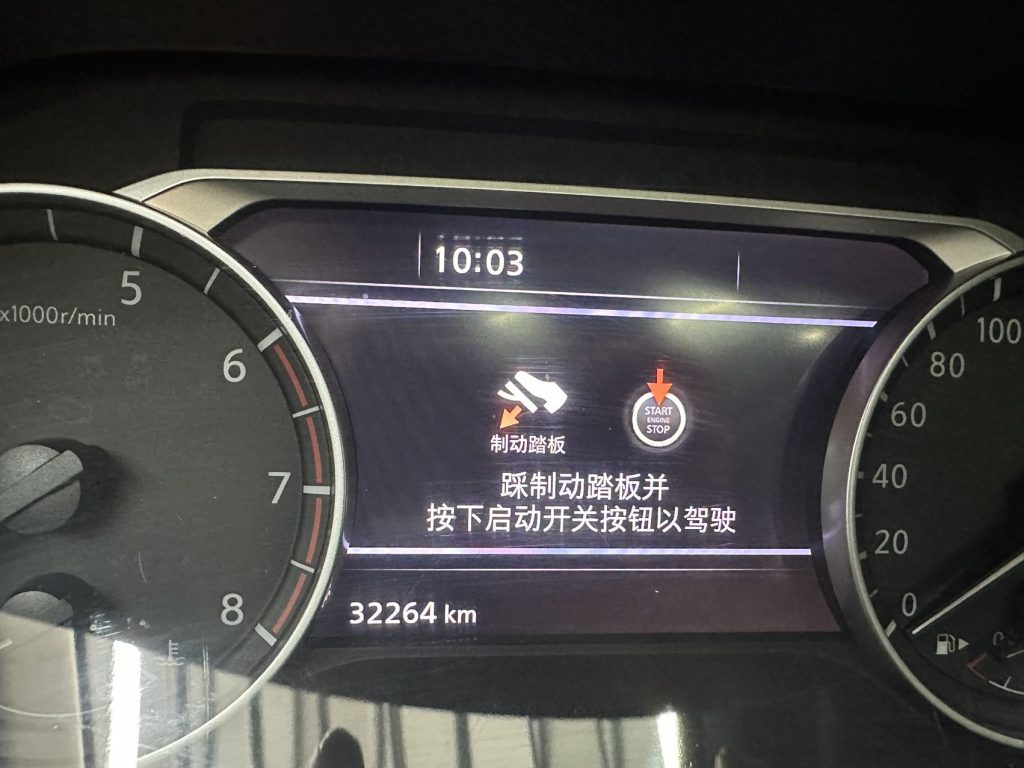 10:03
5
x1000r/min
6
7
8
START
ENGINE
STOP
制动踏板
踩制动踏板并
按下启动开关按钮以驾驶
32264 km
100
80
60
40
20
0